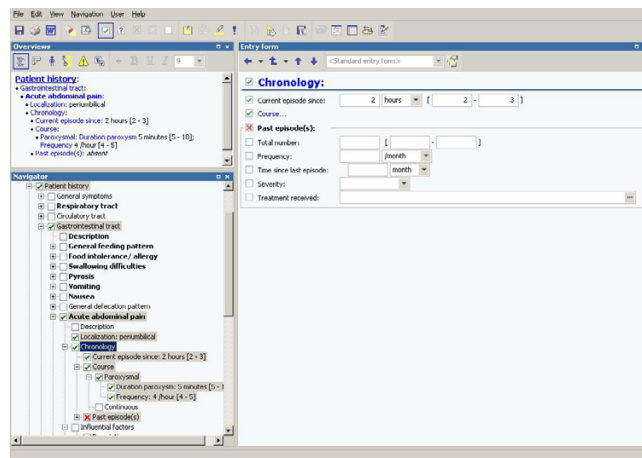 File Edit View Navigation User Help
Overviews
9
Patient history:
• Gastrointestinal tract:
• Acute abdominal pain:
• Localization: periumbilical
• Chronology:
• Current episode since: 2 hours [2 - 3]
• Course:
• Paroxysmal: Duration paroxysm 5 minutes [5 - 10];
Frequency 4 /hour [4 - 5]
• Past episode(s): absent
Navigator
Patient history
General symptoms
Respiratory tract
Circulatory tract
Gastrointestinal tract
Description
General feeding pattern
Food intolerance/ allergy
Swallowing difficulties
Pyrosis
Vomiting
Nausea
General defecation pattern
Acute abdominal pain
Description
Localization: periumbilical
Chronology
Current episode since: 2 hours [2 - 3]
Course
Paroxysmal
Duration paroxysm: 5 minutes [5 - 1
Frequency: 4 /hour [4 - 5]
Continuous
Past episode(s)
Influential factors
Entry form
<Standard entry form>
Chronology:
Current episode since: 2 hours [ 2 - 3 ]
Course...
Past episode(s):
Total number: [ - ]
Frequency: /month
Time since last episode: month
Severity:
Treatment received: ...